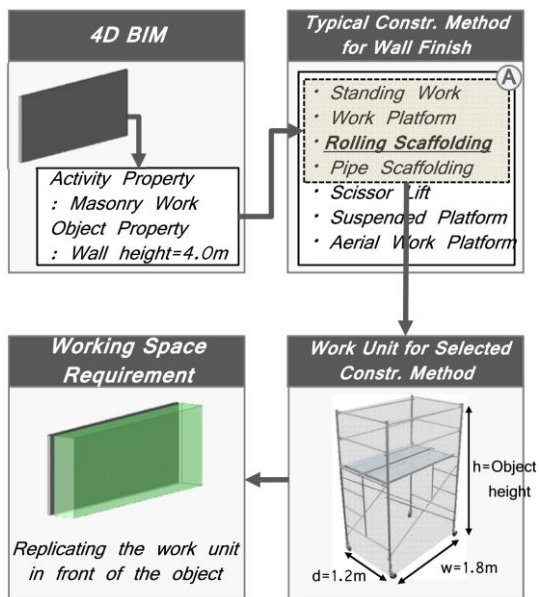 4D BIM
Activity Property
: Masonry Work
Object Property
: Wall height=4.0m
Typical Constr. Method
for Wall Finish
A
· Standing Work
· Work Platform
· Rolling Scaffolding
· Pipe Scaffolding
· Scissor Lift
· Suspended Platform
· Aerial Work Platform
Work Unit for Selected
Constr. Method
h=Object
height
d=1.2m
w=1.8m
Working Space
Requirement
Replicating the work unit
in front of the object